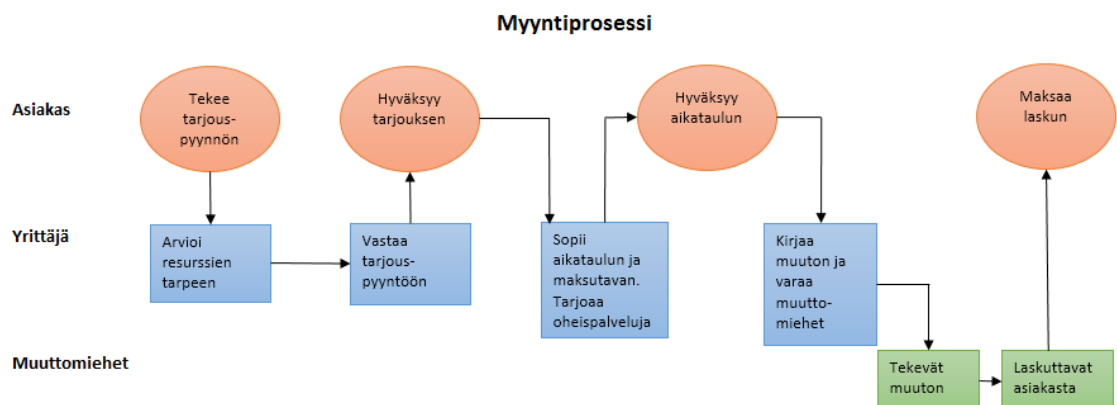 Myyntiprosessi
Asiakas
Tekee
tarjous-
pyynnön
Hyväksyy
tarjouksen
Hyväksyy
aikataulun
Maksaa
laskun
Yrittäjä
Arvioi
resurssien
tarpeen
Vastaa
tarjous-
pyyntöön
Sopii
aikataulun ja
maksutavan.
Tarjoaa
oheispalveluja
Kirjaa
muuton ja
varaa
muutto-
miehet
Muuttomiehet
Tekevät
muuton
Laskuttavat
asiakasta